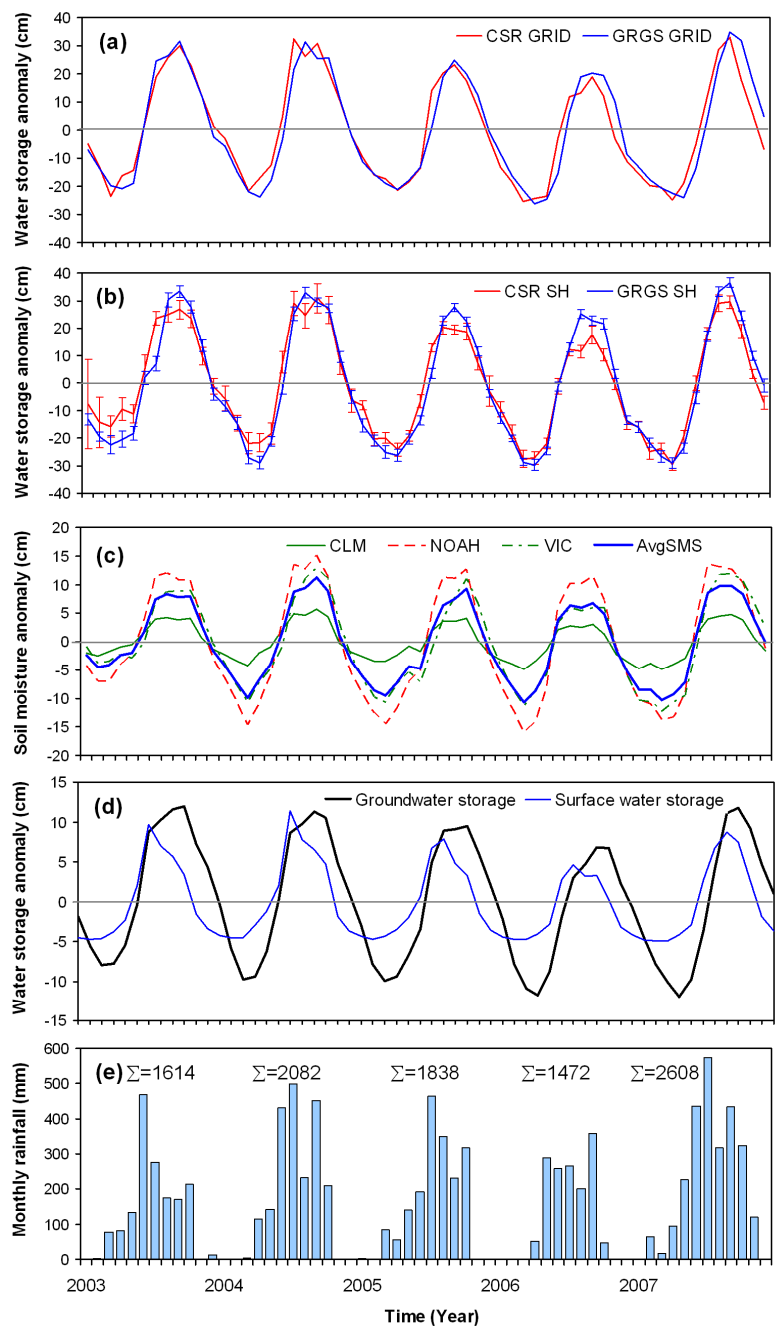 (a)
CSR GRID GRGS GRID
Water storage anomaly (cm)
40
30
20
10
0
-10
-20
-30
-40
(b)
CSR SH GRGS SH
Water storage anomaly (cm)
40
30
20
10
0
-10
-20
-30
-40
(c)
CLM NOAH VIC AvgSMS
Soil moisture anomaly (cm)
20
15
10
5
0
-5
-10
-15
-20
(d)
Groundwater storage Surface water storage
Water storage anomaly (cm)
15
10
5
0
-5
-10
-15
(e)
∑=1614 ∑=2082 ∑=1838 ∑=1472 ∑=2608
Monthly rainfall (mm)
600
500
400
300
200
100
0
2003 2004 2005 2006 2007
Time (Year)